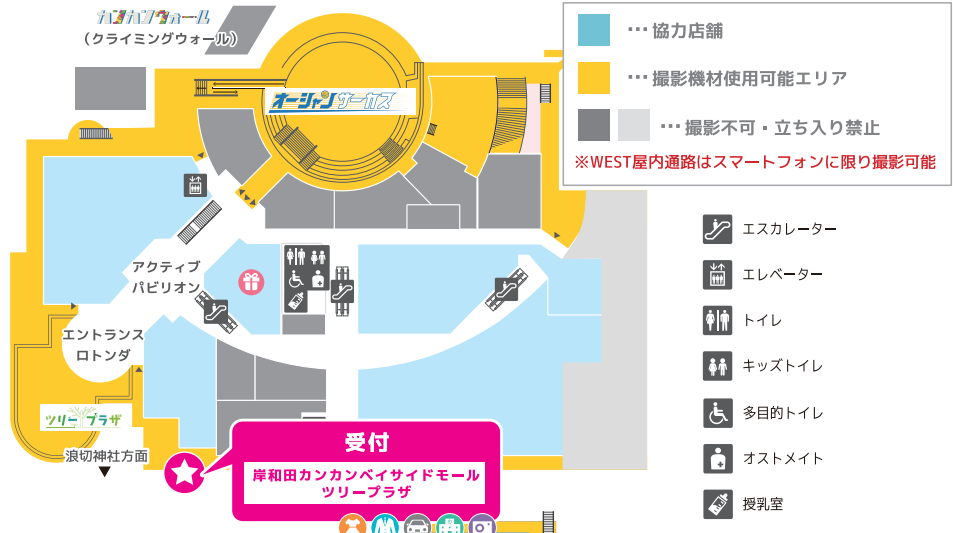 カンカンウォール
(クライミングウォール)
オーシャンサーカス
アクティブ
パビリオン
エントランス
ロトンダ
ツリープラザ
浪切神社方面
受付
岸和田カンカンベイサイドモール
ツリープラザ
…協力店舗
…撮影機材使用可能エリア
…撮影不可・立ち入り禁止
※WEST屋内通路はスマートフォンに限り撮影可能
エスカレーター
エレベーター
トイレ
キッズトイレ
多目的トイレ
オストメイト
授乳室